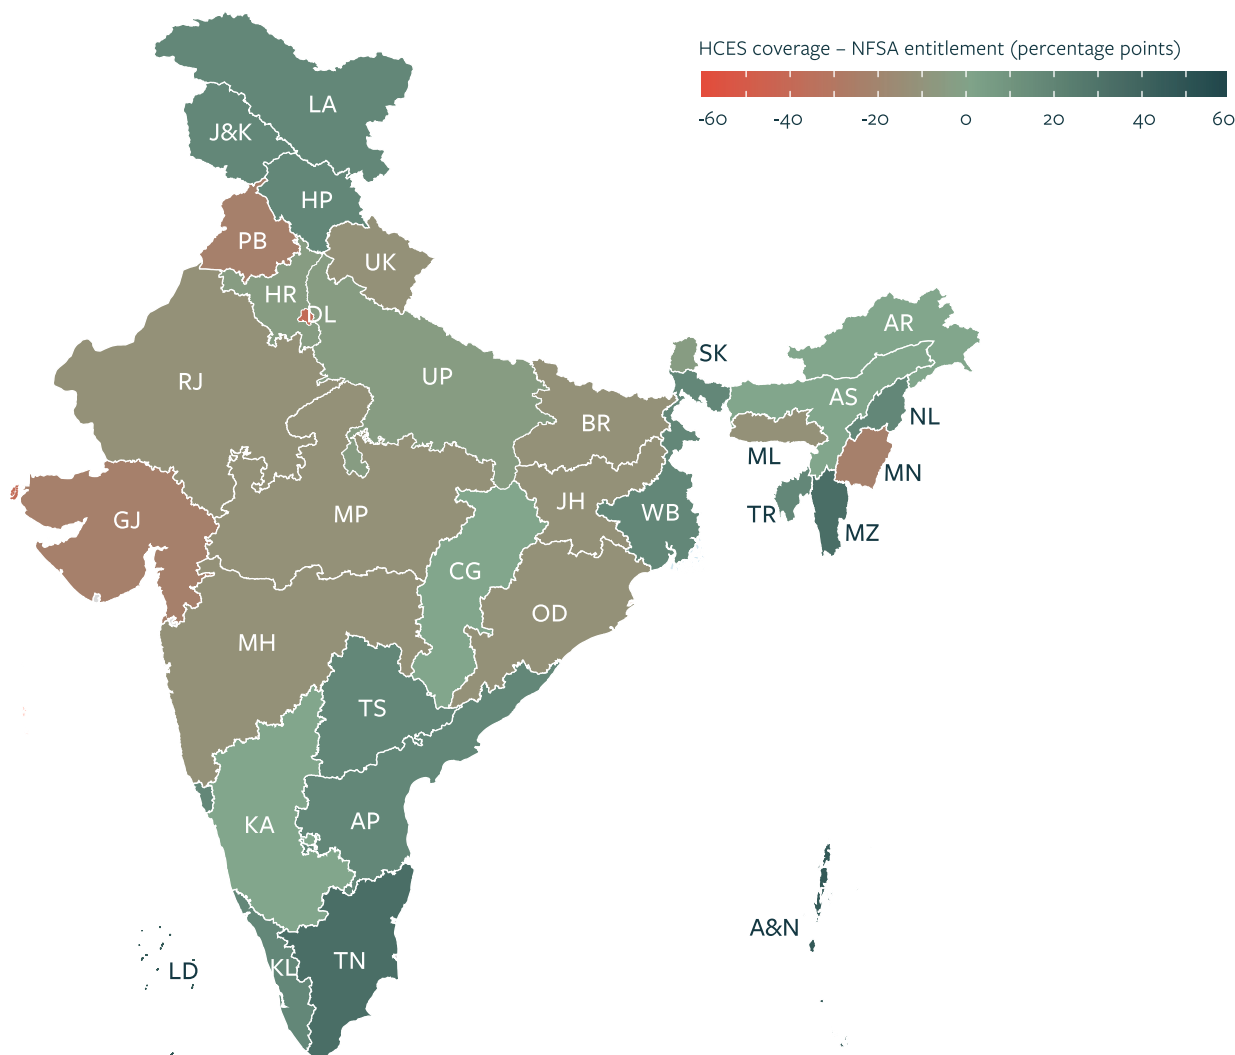 HCES coverage – NFSA entitlement (percentage points)
-60 -40 -20 0 20 40 60
LA
J&K
HP
PB
UK
HR
DL
AR
SK
RJ
UP
AS
NL
BR
ML
MN
JH
MP
GJ
WB
TR
MZ
CG
OD
MH
TS
KA
AP
A&N
LD
KL
TN